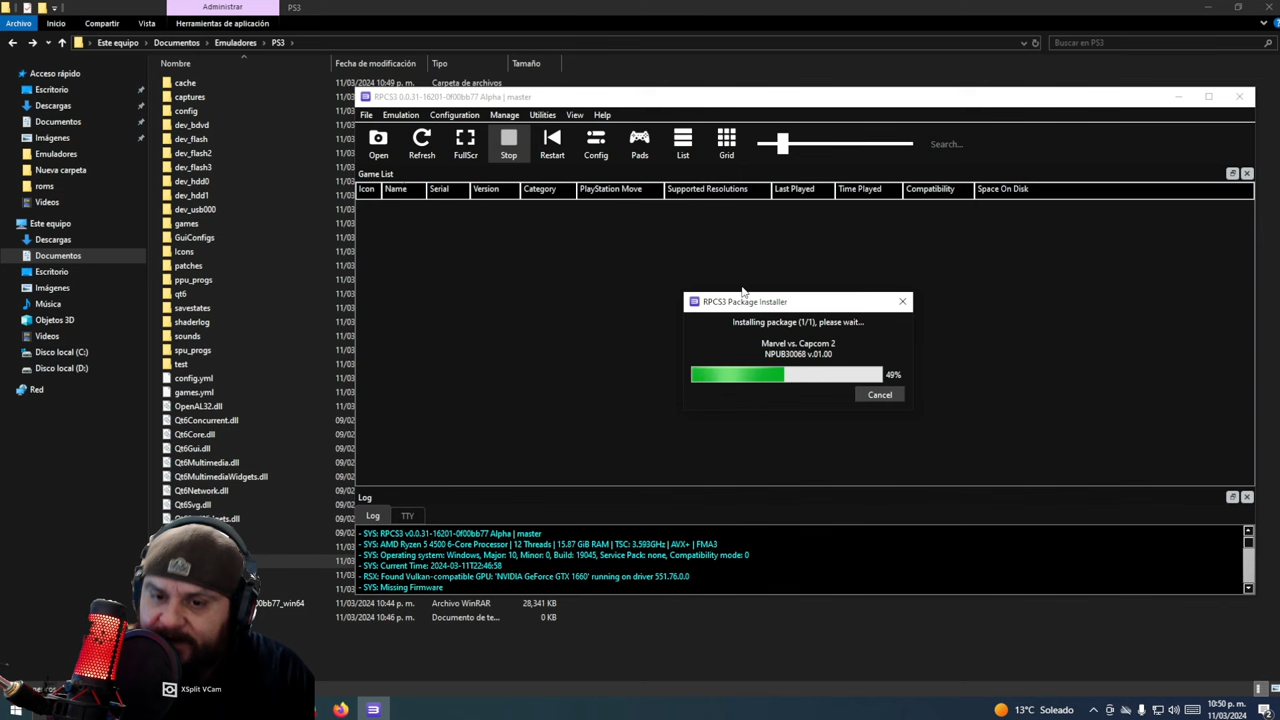 Administrar
PS3
Archivo
Inicio
Compartir
Vista
Herramientas de aplicación
Este equipo
Documentos
Emuladores
PS3
Buscar en PS3
Nombre
Fecha de modificación
Tipo
Tamaño
Acceso rápido
Escritorio
Descargas
Documentos
Imágenes
Emuladores
Nueva carpeta
roms
Videos
Este equipo
Descargas
Documentos
Escritorio
Imágenes
Música
Objetos 3D
Videos
Disco local (C:)
Disco local (D:)
Red
cache
11/03/2024 10:49 p. m.
Carpeta de archivos
captures
config
dev_bdvd
dev_flash
dev_flash2
dev_flash3
dev_hdd0
dev_hdd1
dev_usb000
games
GuiConfigs
Icons
patches
ppu_progs
qt6
savestates
shaderlog
sounds
spu_progs
test
config.yml
games.yml
OpenAL32.dll
Qt6Concurrent.dll
Qt6Core.dll
Qt6Gui.dll
Qt6Multimedia.dll
Qt6MultimediaWidgets.dll
Qt6Network.dll
Qt6Svg.dll
RPCS3 0.0.31-16201-0f00bb77 Alpha | master
File
Emulation
Configuration
Manage
Utilities
View
Help
Open
Refresh
FullScr
Stop
Restart
Config
Pads
List
Grid
Search...
Game List
Icon
Name
Serial
Version
Category
PlayStation Move
Supported Resolutions
Last Played
Time Played
Compatibility
Space On Disk
RPCS3 Package Installer
Installing package (1/1), please wait...
Marvel vs. Capcom 2
NPUB30068 v.01.00
49%
Cancel
Log
Log
TTY
- SYS: RPCS3 v0.0.31-16201-0f00bb77 Alpha | master
- SYS: AMD Ryzen 5 4500 6-Core Processor | 12 Threads | 15.87 GiB RAM | TSC: 3.593GHz | AVX+ | FMA3
- SYS: Operating system: Windows, Major: 10, Minor: 0, Build: 19045, Service Pack: none, Compatibility mode: 0
- SYS: Current Time: 2024-03-11T22:46:58
- RSX: Found Vulkan-compatible GPU: 'NVIDIA GeForce GTX 1660' running on driver 551.76.0.0
- SYS: Missing Firmware
00bb77_win64
11/03/2024 10:44 p. m.
Archivo WinRAR
28,341 KB
11/03/2024 10:46 p. m.
Documento de te...
0 KB
XSplit VCam
13°C Soleado
10:50 p. m.
11/03/2024